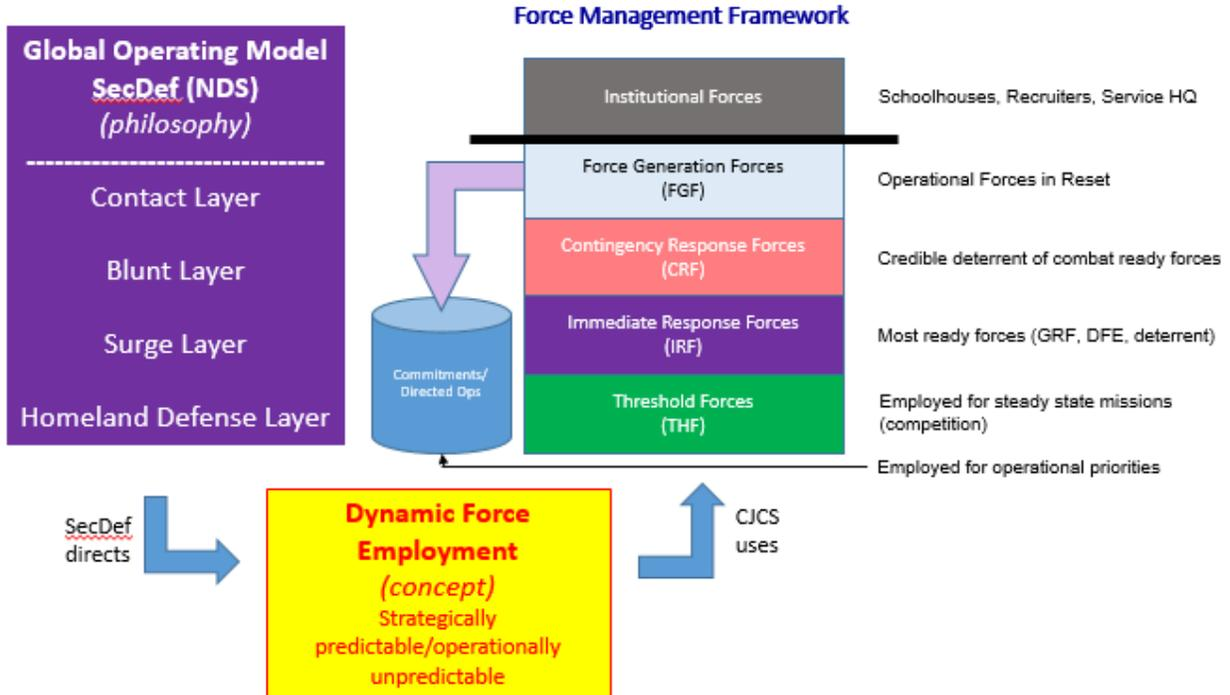 Force Management Framework
Global Operating Model
SecDef (NDS)
(philosophy)
--------------------------------
Contact Layer
Blunt Layer
Surge Layer
Homeland Defense Layer
Institutional Forces
Schoolhouses, Recruiters, Service HQ
Force Generation Forces
(FGF)
Operational Forces in Reset
Contingency Response Forces
(CRF)
Credible deterrent of combat ready forces
Immediate Response Forces
(IRF)
Most ready forces (GRF, DFE, deterrent)
Threshold Forces
(THF)
Employed for steady state missions
(competition)
Commitments/
Directed Ops
Employed for operational priorities
SecDef
directs
Dynamic Force
Employment
(concept)
Strategically
predictable/operationally
unpredictable
CJCS
uses